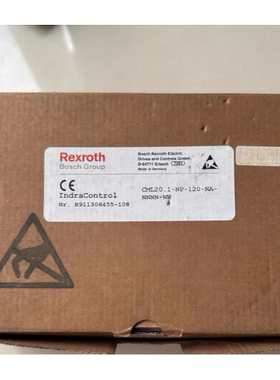 Rexroth
Bosch Group
Bosch Rexroth Electric
Drives and Controls GmbH
D-64711 Erbach
Made in Germany
IndraControl
Nr. R911306455-108
CML20.1-NP-120-NA-
NNNN-NW